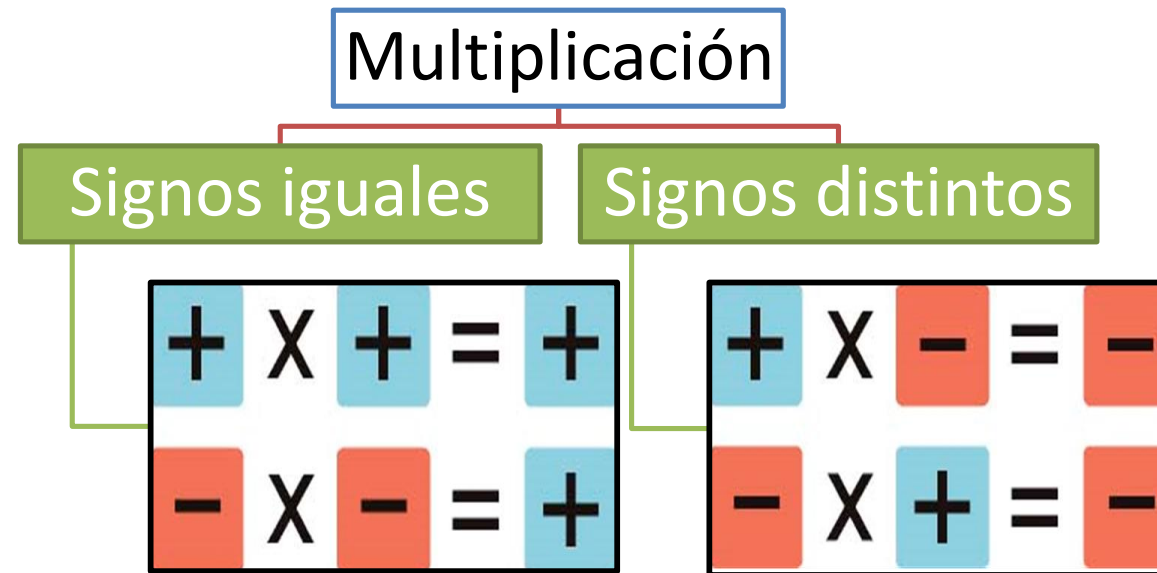 Multiplicación
Signos iguales
Signos distintos
+ X + = +
- X - = +
+ X - = -
- X + = -